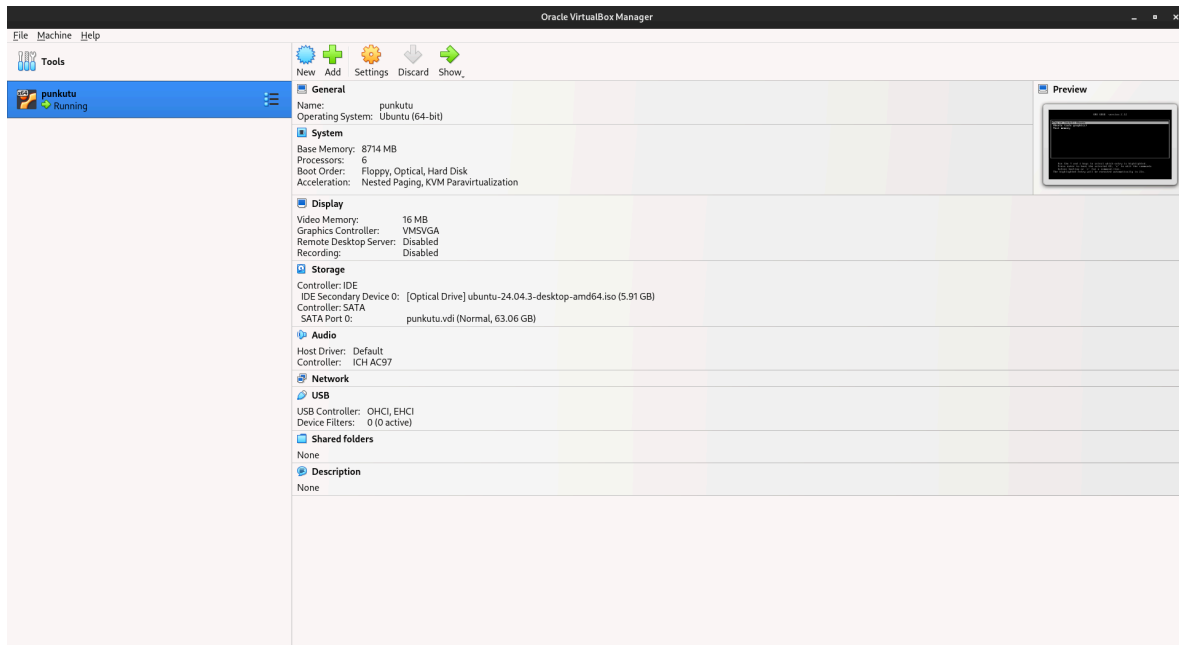 Oracle VirtualBox Manager
File Machine Help
Tools
New Add Settings Discard Show
punkutu
Running
General
Name: punkutu
Operating System: Ubuntu (64-bit)
System
Base Memory: 8714 MB
Processors: 6
Boot Order: Floppy, Optical, Hard Disk
Acceleration: Nested Paging, KVM Paravirtualization
Display
Video Memory: 16 MB
Graphics Controller: VMSVGA
Remote Desktop Server: Disabled
Recording: Disabled
Storage
Controller: IDE
IDE Secondary Device 0: [Optical Drive] ubuntu-24.04.3-desktop-amd64.iso (5.91 GB)
Controller: SATA
SATA Port 0: punkutu.vdi (Normal, 63.06 GB)
Audio
Host Driver: Default
Controller: ICH AC97
Network
USB
USB Controller: OHCI, EHCI
Device Filters: 0 (0 active)
Shared folders
None
Description
None
Preview